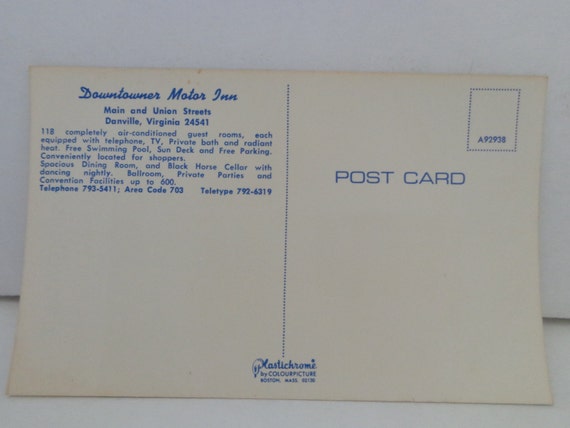 Downtowner Motor Inn
Main and Union Streets
Danville, Virginia 24541
118 completely air-conditioned guest rooms, each
equipped with telephone, TV, Private bath and radiant
heat. Free Swimming Pool, Sun Deck and Free Parking.
Conveniently located for shoppers.
Spacious Dining Room, and Black Horse Cellar with
dancing nightly. Ballroom, Private Parties and
Convention Facilities up to 600.
Telephone 793-5411; Area Code 703 Teletype 792-6319
A92938
POST CARD
Plastichrome
by COLOURPICTURE
BOSTON, MASS. 02130